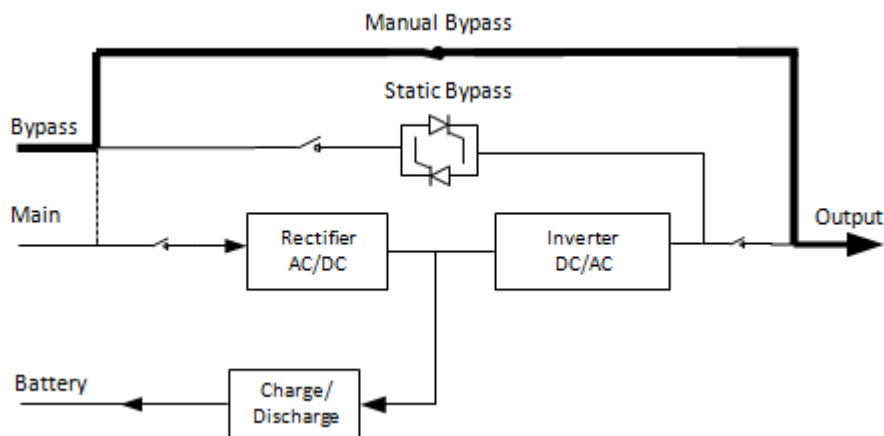 Manual Bypass
Static Bypass
Bypass
Main
Output
Rectifier
AC/DC
Inverter
DC/AC
Battery
Charge/
Discharge